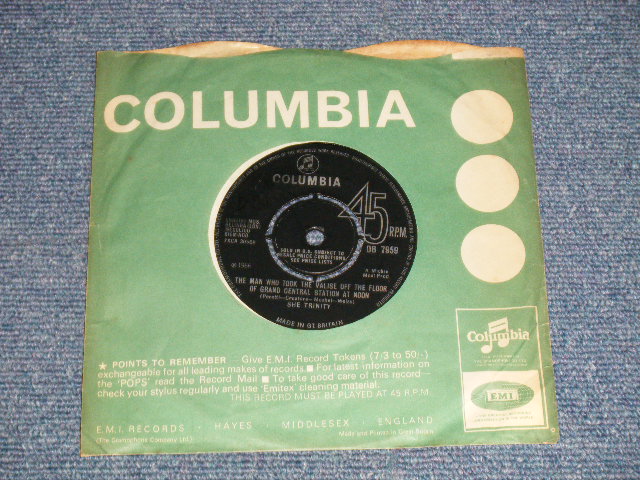 COLUMBIA
COLUMBIA
45
R.P.M.
DB 7959
SOLD IN U.K. SUBJECT TO
RESALE PRICE CONDITIONS
SEE PRICE LISTS
A Mickie
Most Prod.
℗ 1966
THE MAN WHO TOOK THE VALISE OFF THE FLOOR
OF GRAND CENTRAL STATION AT NOON
SHE TRINITY
MADE IN GT. BRITAIN
★ POINTS TO REMEMBER — Give E.M.I. Record Tokens (7/3 to 50/-)
exchangeable for all leading makes of records ■ For latest information on
the 'POPS' read the Record Mail ■ To take good care of this record—
check your stylus regularly and use 'Emitex' cleaning material.
THIS RECORD MUST BE PLAYED AT 45 R.P.M.
E.M.I. RECORDS · HAYES · MIDDLESEX · ENGLAND
(The Gramophone Company Ltd.)
Made and Printed in Great Britain
Columbia
EMI